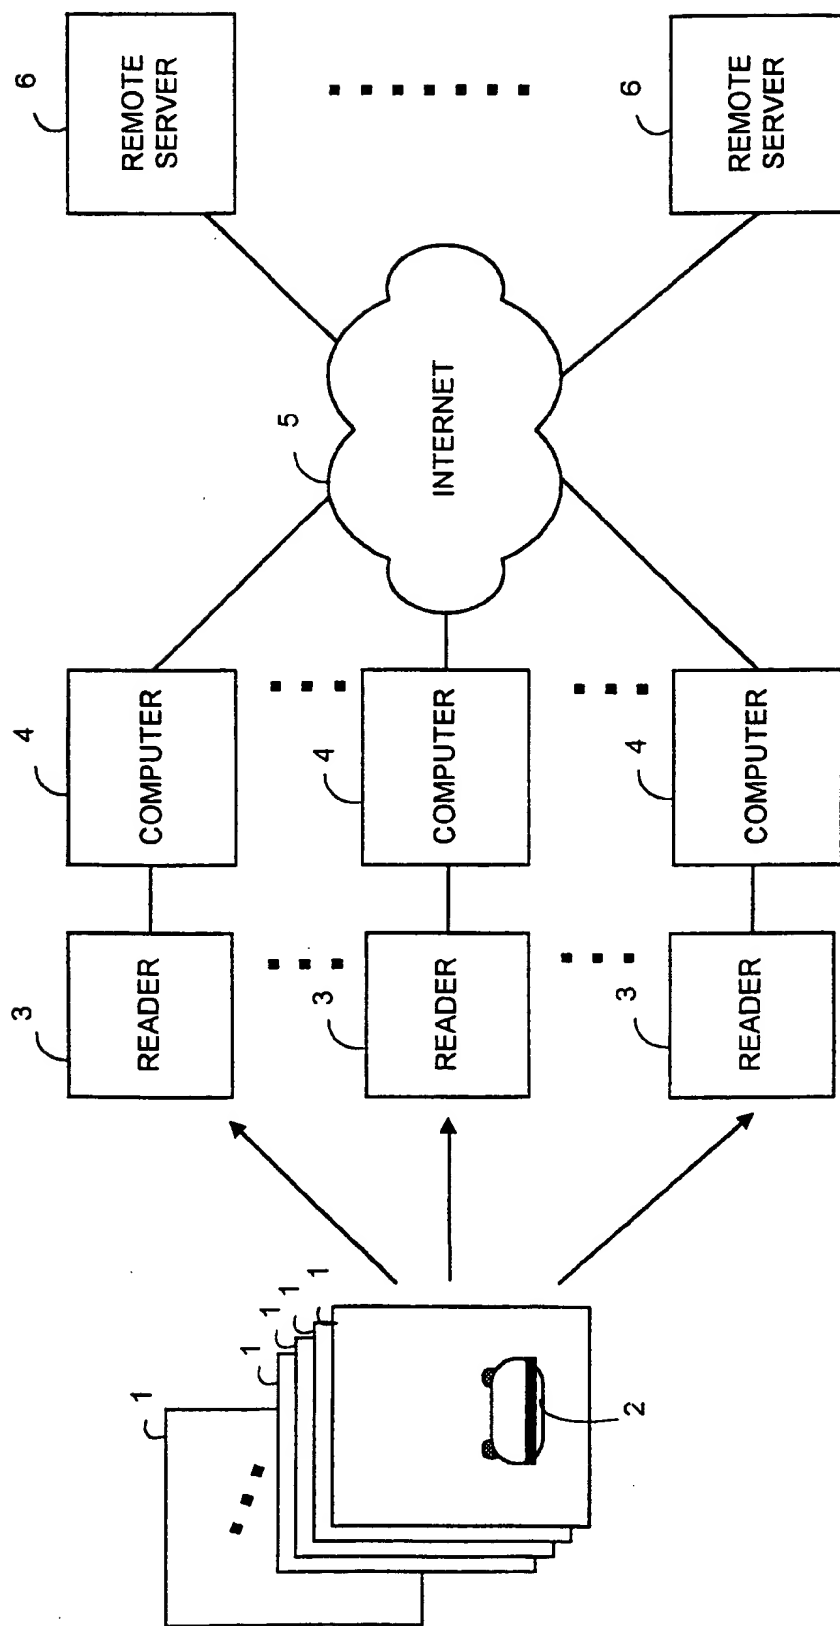 1
1
1
1
1
2
3
READER
4
COMPUTER
3
READER
4
COMPUTER
3
READER
4
COMPUTER
5
INTERNET
6
REMOTE
SERVER
6
REMOTE
SERVER